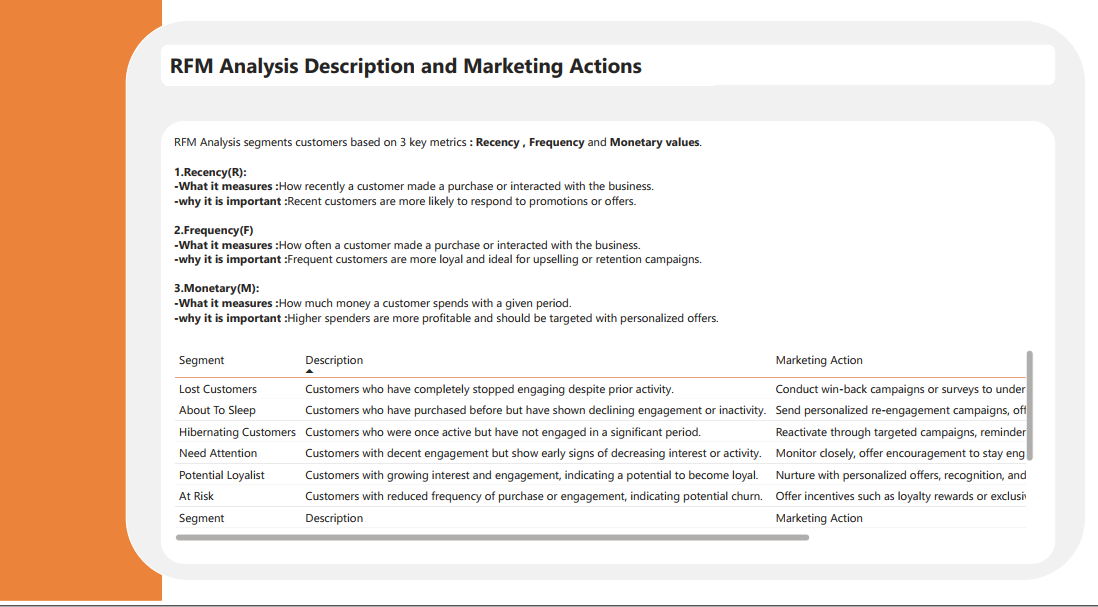 RFM Analysis Description and Marketing Actions
RFM Analysis segments customers based on 3 key metrics : Recency , Frequency and Monetary values.
1.Recency(R):
-What it measures :How recently a customer made a purchase or interacted with the business.
-why it is important :Recent customers are more likely to respond to promotions or offers.
2.Frequency(F)
-What it measures :How often a customer made a purchase or interacted with the business.
-why it is important :Frequent customers are more loyal and ideal for upselling or retention campaigns.
3.Monetary(M):
-What it measures :How much money a customer spends with a given period.
-why it is important :Higher spenders are more profitable and should be targeted with personalized offers.
Segment Description Marketing Action
Lost Customers Customers who have completely stopped engaging despite prior activity. Conduct win-back campaigns or surveys to under
About To Sleep Customers who have purchased before but have shown declining engagement or inactivity. Send personalized re-engagement campaigns, off
Hibernating Customers Customers who were once active but have not engaged in a significant period. Reactivate through targeted campaigns, reminder
Need Attention Customers with decent engagement but show early signs of decreasing interest or activity. Monitor closely, offer encouragement to stay eng
Potential Loyalist Customers with growing interest and engagement, indicating a potential to become loyal. Nurture with personalized offers, recognition, and
At Risk Customers with reduced frequency of purchase or engagement, indicating potential churn. Offer incentives such as loyalty rewards or exclusiv
Segment Description Marketing Action